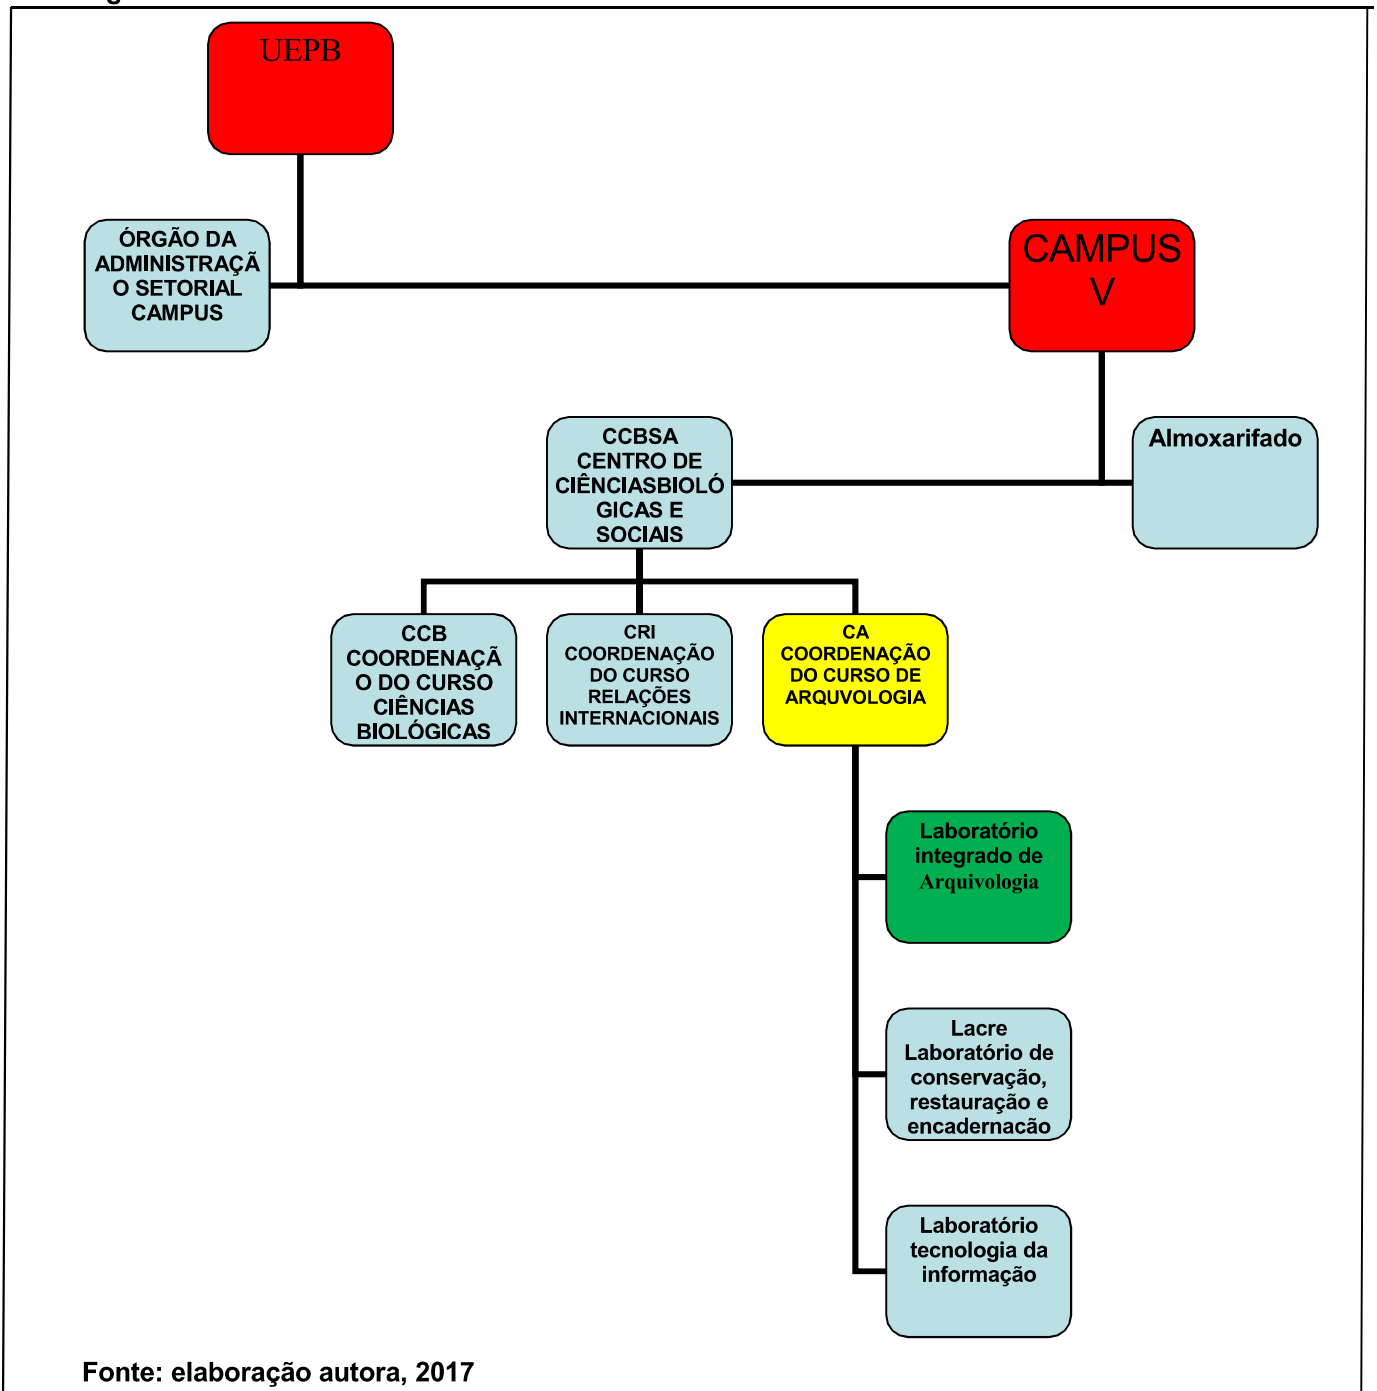 UEPB
ÓRGÃO DA
ADMINISTRAÇÃ
O SETORIAL
CAMPUS
CAMPUS
V
CCBSA
CENTRO DE
CIÊNCIASBIOLÓ
GICAS E
SOCIAIS
Almoxarifado
CCB
COORDENAÇÃ
O DO CURSO
CIÊNCIAS
BIOLÓGICAS
CRI
COORDENAÇÃO
DO CURSO
RELAÇÕES
INTERNACIONAIS
CA
COORDENAÇÃO
DO CURSO DE
ARQUVOLOGIA
Laboratório
integrado de
Arquivologia
Lacre
Laboratório de
conservação,
restauração e
encadernacão
Laboratório
tecnologia da
informação
Fonte: elaboração autora, 2017